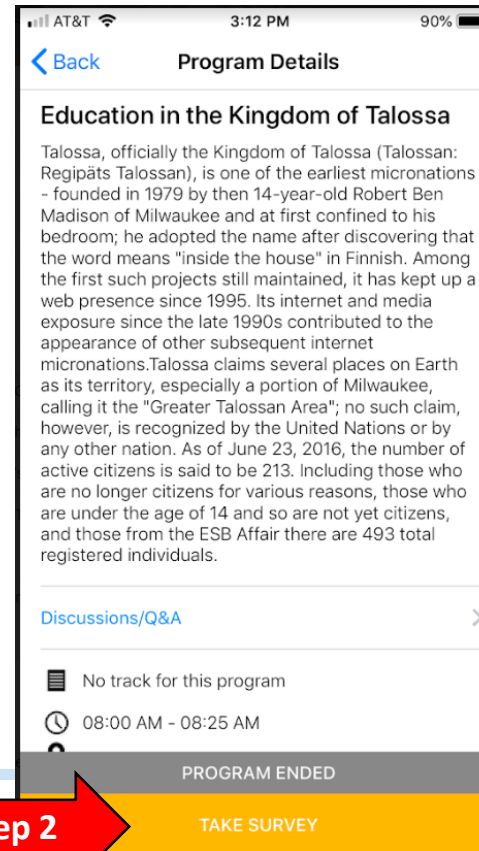 AT&T 3:12 PM 90%
Back Program Details
Education in the Kingdom of Talossa
Talossa, officially the Kingdom of Talossa (Talossan:
Regipäts Talossan), is one of the earliest micronations
- founded in 1979 by then 14-year-old Robert Ben
Madison of Milwaukee and at first confined to his
bedroom; he adopted the name after discovering that
the word means "inside the house" in Finnish. Among
the first such projects still maintained, it has kept up a
web presence since 1995. Its internet and media
exposure since the late 1990s contributed to the
appearance of other subsequent internet
micronations.Talossa claims several places on Earth
as its territory, especially a portion of Milwaukee,
calling it the "Greater Talossan Area"; no such claim,
however, is recognized by the United Nations or by
any other nation. As of June 23, 2016, the number of
active citizens is said to be 213. Including those who
are no longer citizens for various reasons, those who
are under the age of 14 and so are not yet citizens,
and those from the ESB Affair there are 493 total
registered individuals.
Discussions/Q&A
No track for this program
08:00 AM - 08:25 AM
PROGRAM ENDED
ep 2
TAKE SURVEY